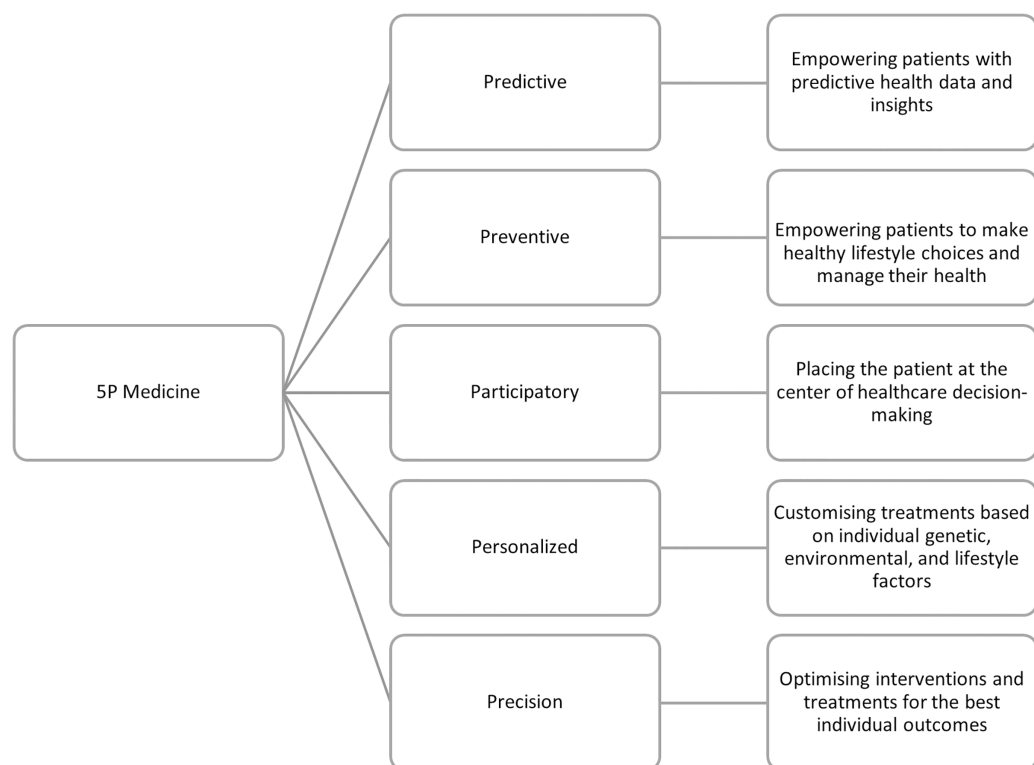 Predictive
Empowering patients with
predictive health data and
insights
Preventive
Empowering patients to make
healthy lifestyle choices and
manage their health
5P Medicine
Participatory
Placing the patient at the
center of healthcare decision-
making
Personalized
Customising treatments based
on individual genetic,
environmental, and lifestyle
factors
Precision
Optimising interventions and
treatments for the best
individual outcomes